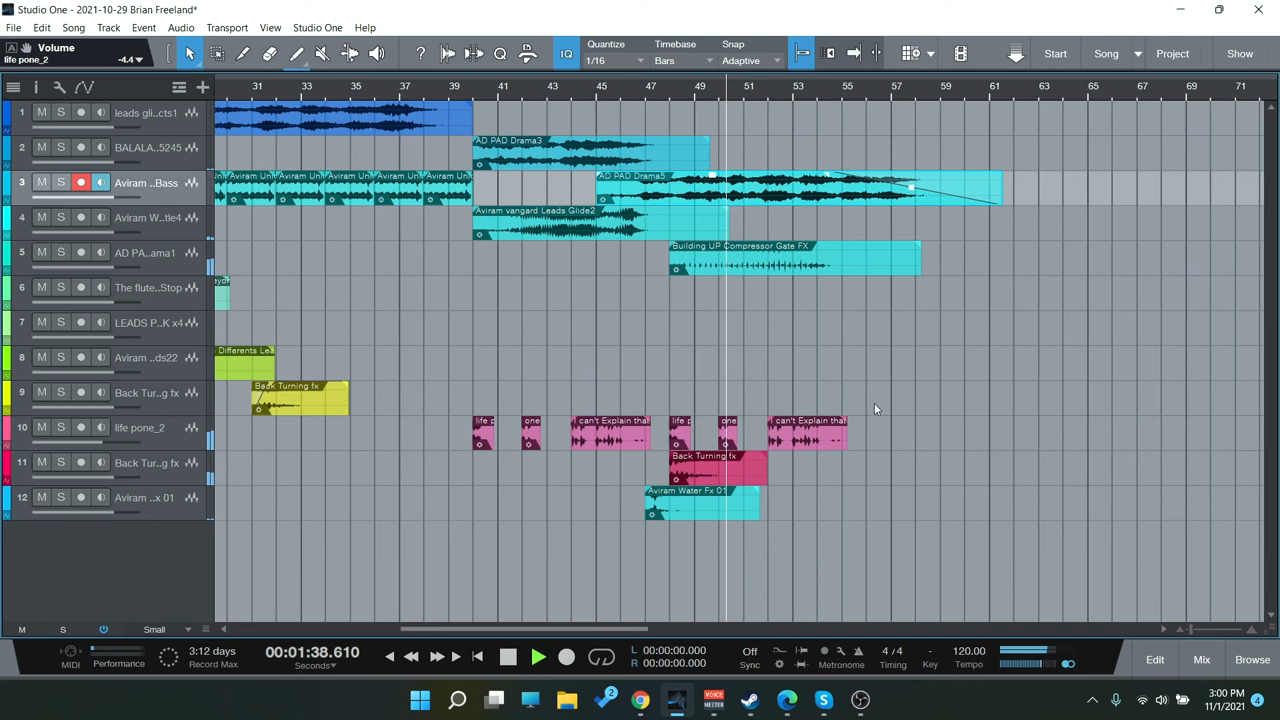 Studio One - 2021-10-29 Brian Freeland*
File Edit Song Track Event Audio Transport View Studio One Help
A Volume
life pone_2 -4.4
? Q IQ
Quantize Timebase Snap
1/16 Bars Adaptive
Start Song Project Show
31 33 35 37 39 41 43 45 47 49 51 53 55 57 59 61 63 65 67 69 71
1 M S leads gli...cts1
2 M S BALALA..5245
AD PAD Drama3
3 M S Aviram ..Bass
Aviram Un Aviram Un Aviram Un Aviram Un Aviram Un
AD PAD Drama5
4 M S Aviram W...tle4
Aviram vangard Leads Glide2
5 M S AD PA..ama1
Building UP Compressor Gate FX
6 M S The flute..Stop
7 M S LEADS P..K x4
8 M S Aviram ..ds22
Differents Lea
9 M S Back Tur...g fx
Back Turning fx
10 M S life pone_2
life p one I can't Explain that life p one I can't Explain that
11 M S Back Tur...g fx
Back Turning fx
12 M S Aviram ..x 01
Aviram Water Fx 01
M S Small
MIDI Performance
3:12 days
Record Max
00:01:38.610
Seconds
L 00:00:00.000
R 00:00:00.000
Off
Sync
Metronome
4 / 4
Timing
-
Key
120.00
Tempo
Edit Mix Browse
2
VOICE
MEETER
3:00 PM
11/1/2021
4